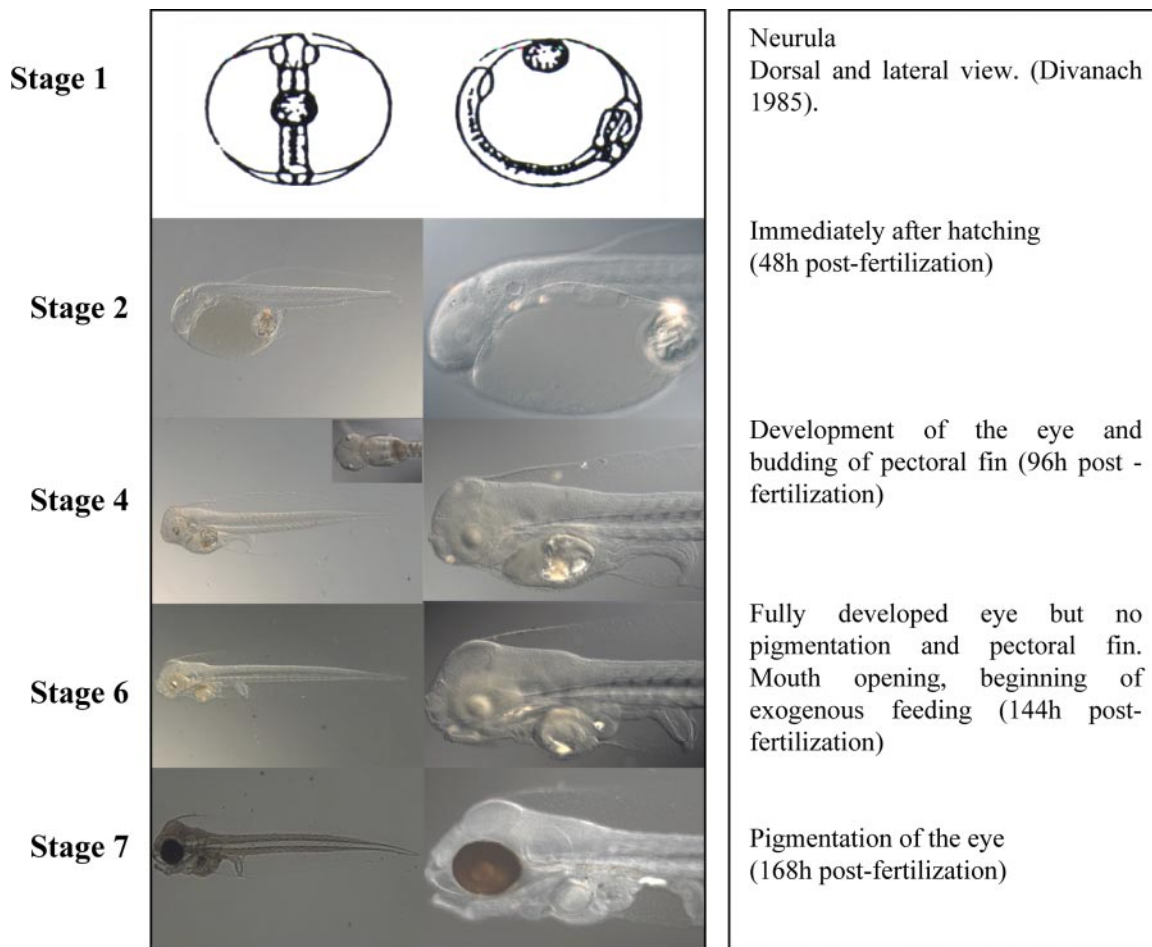 Stage 1
Neurula
Dorsal and lateral view. (Divanach
1985).
Stage 2
Immediately after hatching
(48h post-fertilization)
Stage 4
Development of the eye and
budding of pectoral fin (96h post -
fertilization)
Stage 6
Fully developed eye but no
pigmentation and pectoral fin.
Mouth opening, beginning of
exogenous feeding (144h post-
fertilization)
Stage 7
Pigmentation of the eye
(168h post-fertilization)